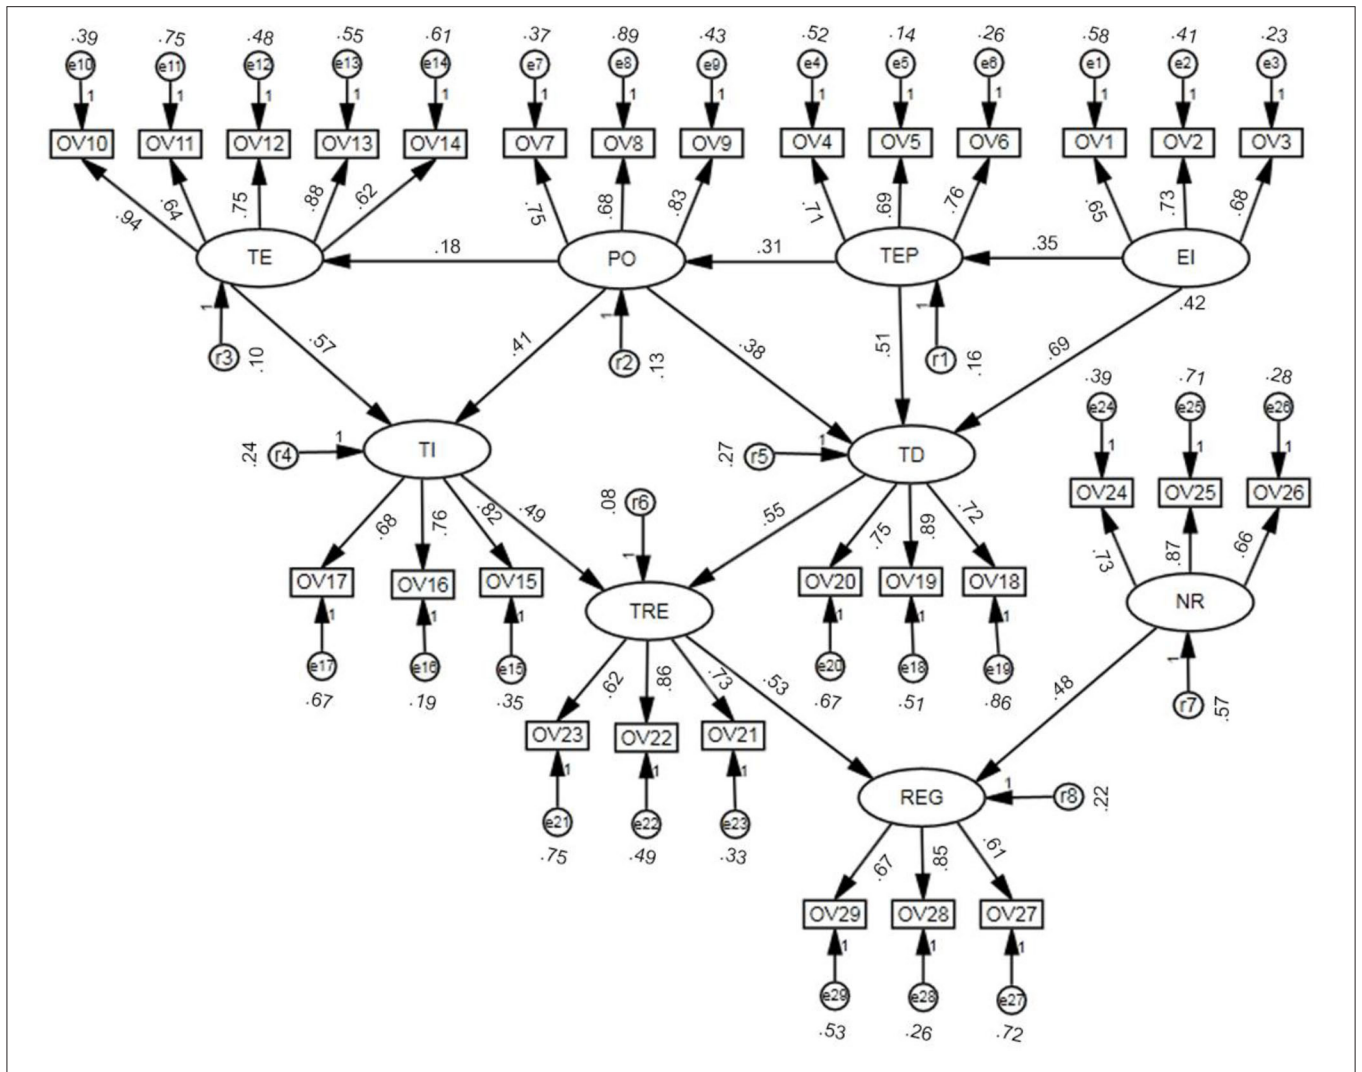 .39 .75 .48 .55 .61 .37 .89 .43 .52 .14 .26 .58 .41 .23
e10 e11 e12 e13 e14 e7 e8 e9 e4 e5 e6 e1 e2 e3
1 1 1 1 1 1 1 1 1 1 1 1 1 1
OV10 OV11 OV12 OV13 OV14 OV7 OV8 OV9 OV4 OV5 OV6 OV1 OV2 OV3
.94 .64 .75 .88 .62 .75 .68 .83 .71 .69 .76 .65 .73 .68
TE .18 PO .31 TEP .35 EI
1 1 1 .42
r3 .10 .57 .41 r2 .13 .38 .51 r1 .16 .69
.39 .71 .28
e24 e25 e26
1 1 1
.24 r4 1 TI .27 r5 1 TD
OV24 OV25 OV26
.68 .76 .82 .49 .08 r6 .55 .75 .89 .72
.73 .87 .66
1
OV17 OV16 OV15 OV20 OV19 OV18
TRE NR
1 1 1 1 1 1
e17 e16 e15 e20 e18 e19
.67 .19 .35 .67 .51 .86
1
r7 .57
.62 .86 .73 .53 .48
OV23 OV22 OV21
1 1 1
REG 1 r8 .22
e21 e22 e23
.75 .49 .33
.67 .85 .61
OV29 OV28 OV27
1 1 1
e29 e28 e27
.53 .26 .72